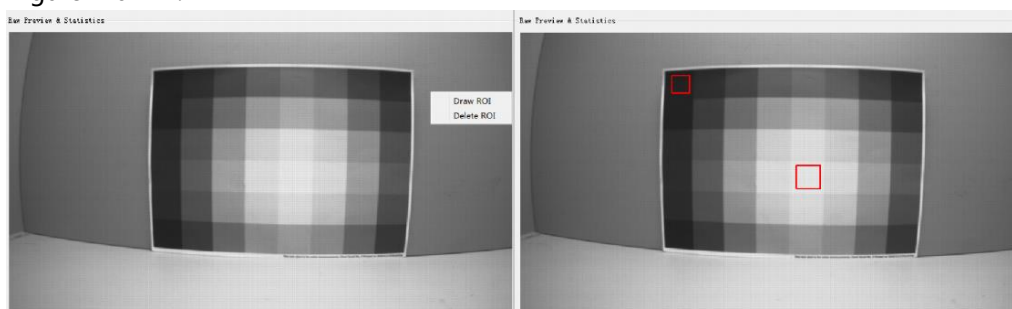 Raw Preview & Statistics
Raw Preview & Statistics
Draw ROI
Delete ROI